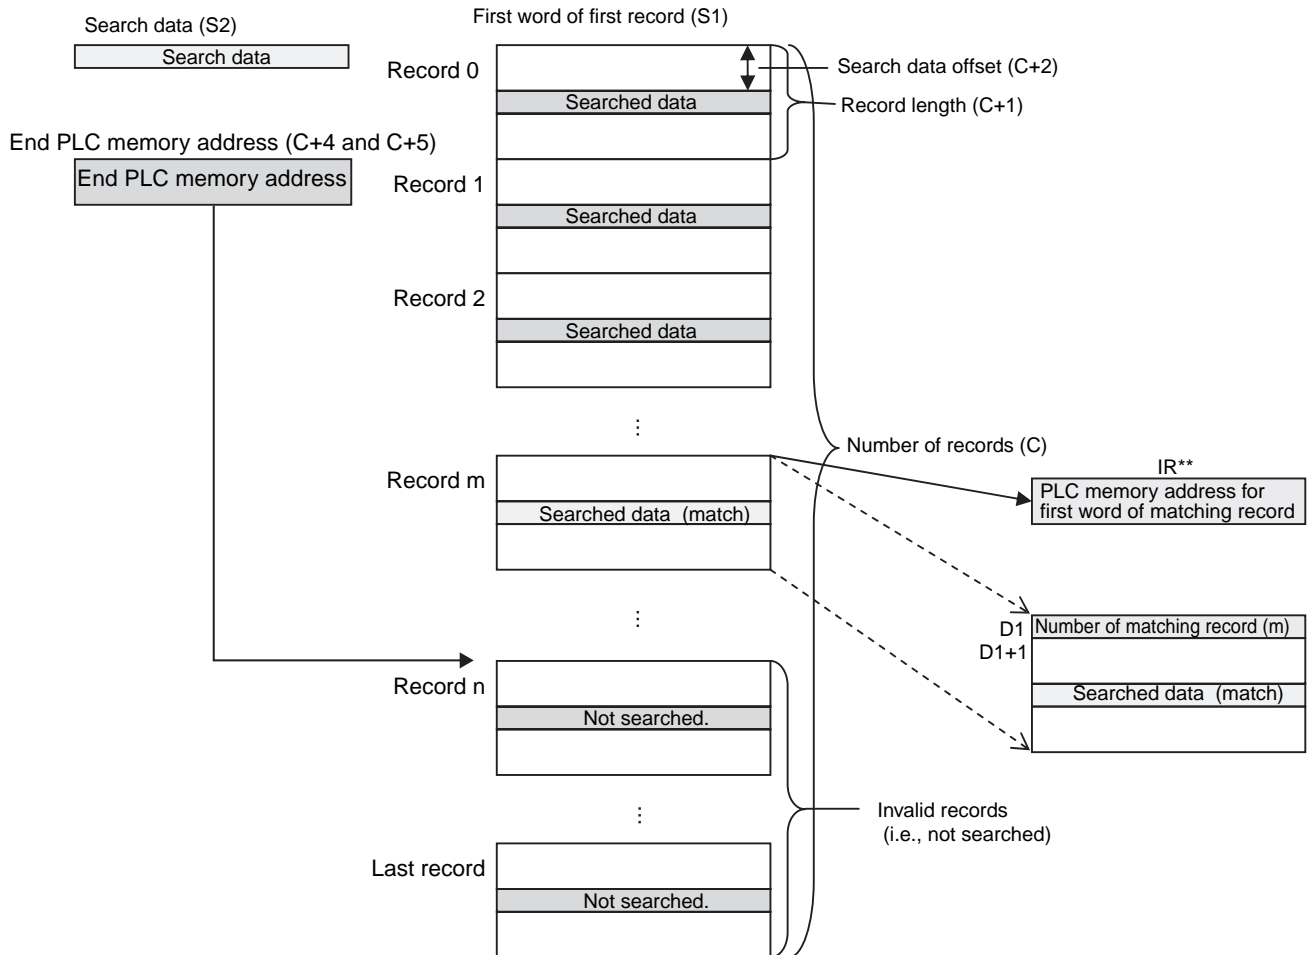 First word of first record (S1)
Search data (S2)
Search data
Record 0
Search data offset (C+2)
Searched data
Record length (C+1)
End PLC memory address (C+4 and C+5)
End PLC memory address
Record 1
Searched data
Record 2
Searched data
⋮
Number of records (C)
Record m
IR**
PLC memory address for
first word of matching record
Searched data (match)
⋮
D1
Number of matching record (m)
D1+1
Record n
Searched data (match)
Not searched.
⋮
Invalid records
(i.e., not searched)
Last record
Not searched.